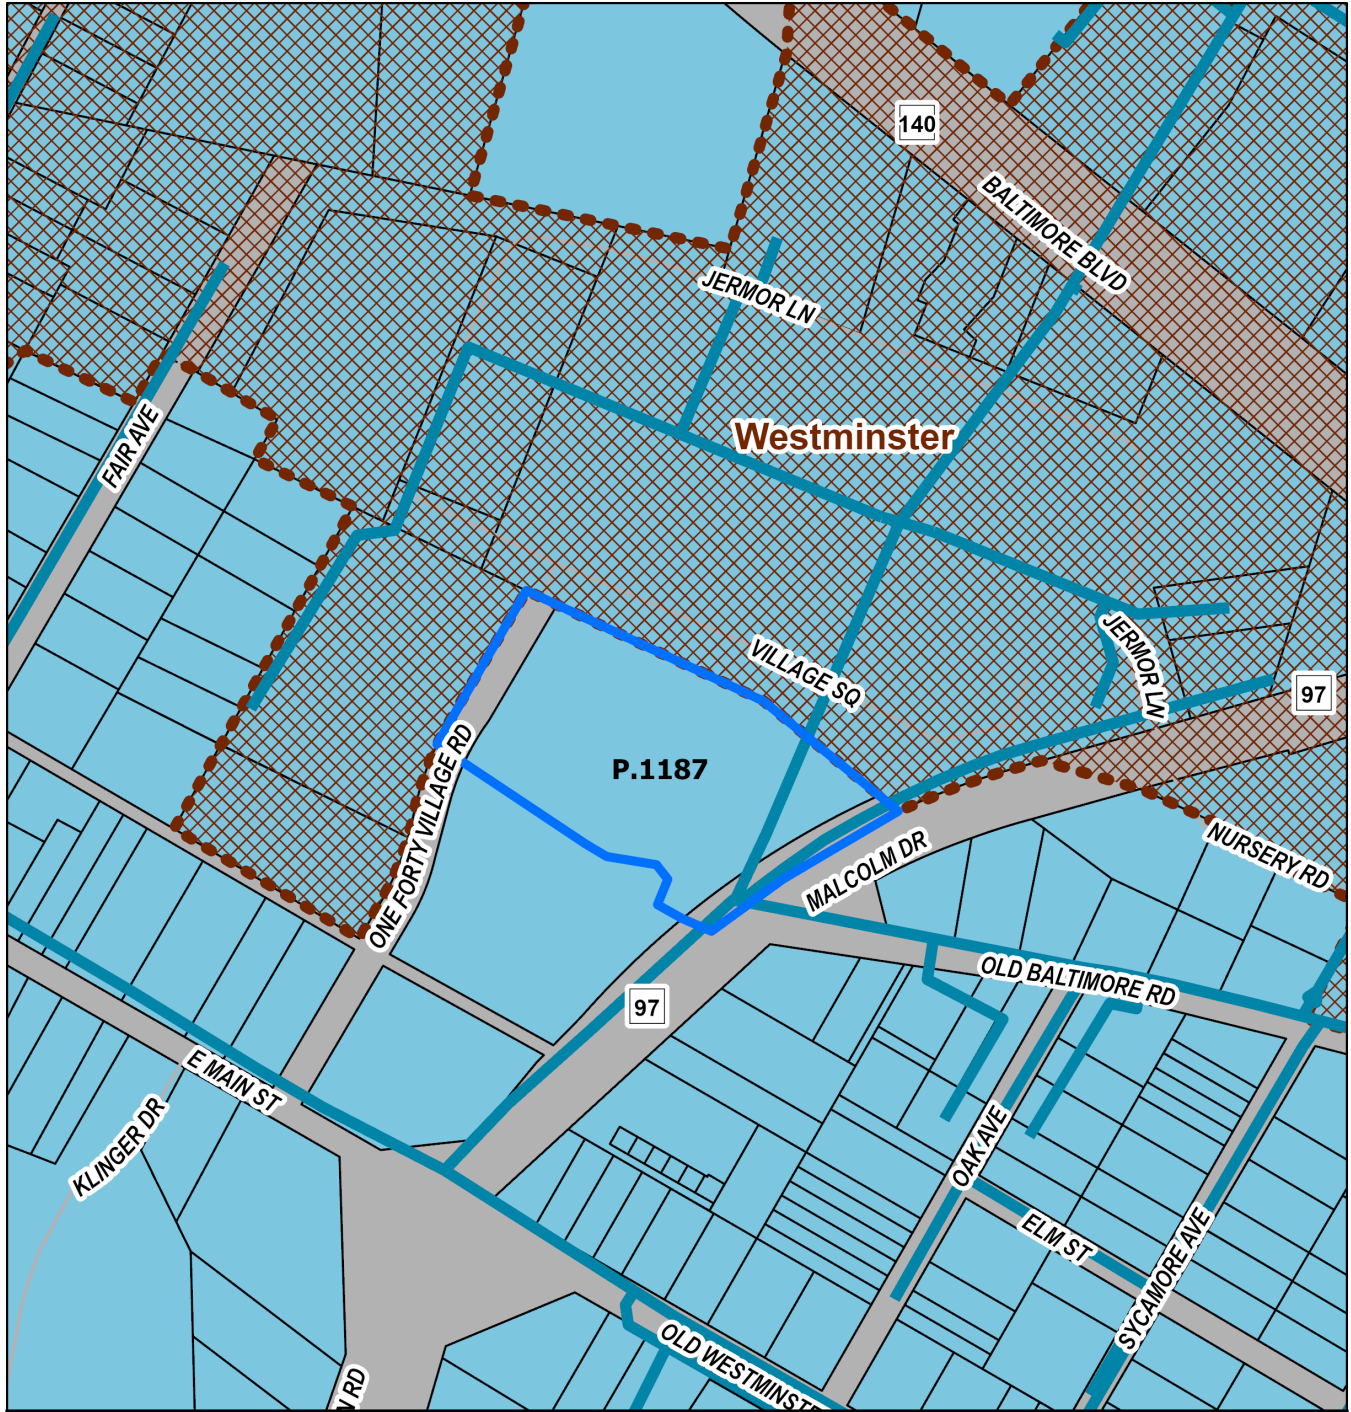 140
BALTIMORE BLVD
JERMOR LN
FAIR AVE
Westminster
JERMOR LN
VILLAGE SQ
97
P.1187
ONE FORTY VILLAGE RD
MALCOLM DR
NURSERY RD
OLD BALTIMORE RD
97
E MAIN ST
KLINGER DR
OAK AVE
ELM ST
SYCAMORE AVE
OLD WESTMINSTE
N RD